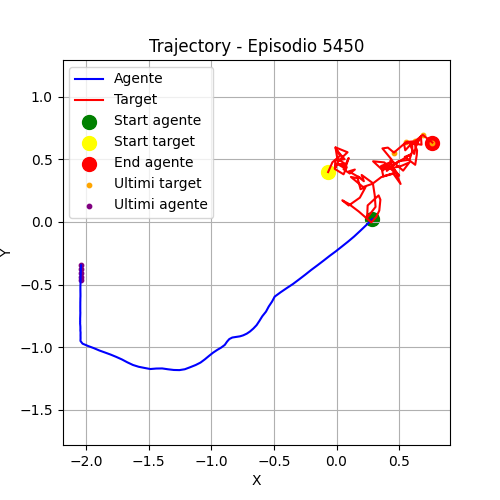 Trajectory - Episodio 5450
Agente
Target
Start agente
Start target
End agente
Ultimi target
Ultimi agente
1.0
0.5
0.0
−0.5
−1.0
−1.5
Y
−2.0
−1.5
−1.0
−0.5
0.0
0.5
X